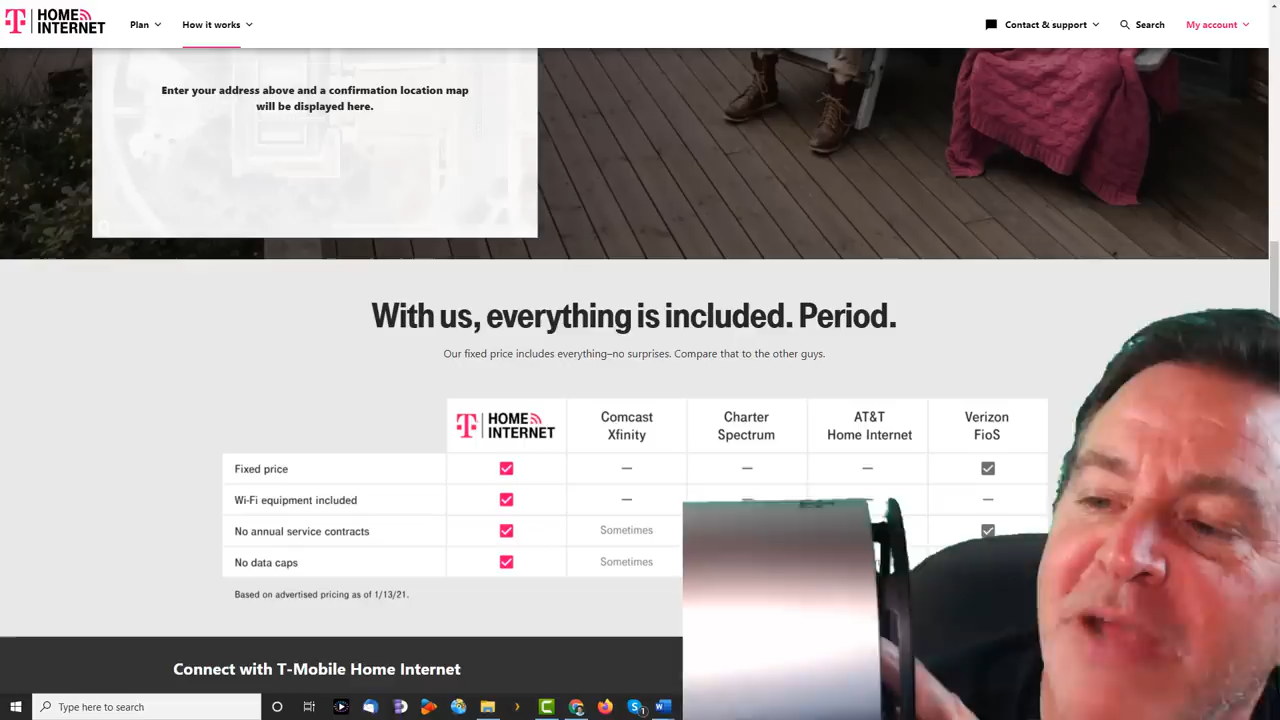 T HOME INTERNET Plan How it works Contact & support Search My account
Enter your address above and a confirmation location map
will be displayed here.
With us, everything is included. Period.
Our fixed price includes everything–no surprises. Compare that to the other guys.
T HOME INTERNET Comcast Xfinity Charter Spectrum AT&T Home Internet Verizon FioS
Fixed price — — —
Wi-Fi equipment included — — — —
No annual service contracts Sometimes
No data caps Sometimes
Based on advertised pricing as of 1/13/21.
Connect with T-Mobile Home Internet
Type here to search